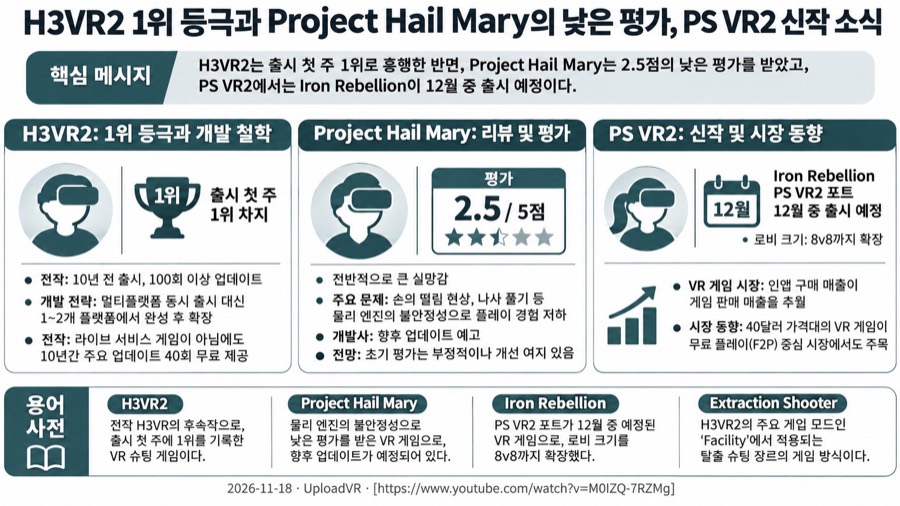 H3VR2 1위 등극과 Project Hail Mary의 낮은 평가, PS VR2 신작 소식
핵심 메시지
H3VR2는 출시 첫 주 1위로 흥행한 반면, Project Hail Mary는 2.5점의 낮은 평가를 받았고,
PS VR2에서는 Iron Rebellion이 12월 중 출시 예정이다.
H3VR2: 1위 등극과 개발 철학
1위
출시 첫 주
1위 차지
• 전작: 10년 전 출시, 100회 이상 업데이트
• 개발 전략: 멀티플랫폼 동시 출시 대신
1~2개 플랫폼에서 완성 후 확장
• 전작: 라이브 서비스 게임이 아님에도
10년간 주요 업데이트 40회 무료 제공
Project Hail Mary: 리뷰 및 평가
평가
2.5 / 5점
• 전반적으로 큰 실망감
• 주요 문제: 손의 떨림 현상, 나사 풀기 등
물리 엔진의 불안정성으로 플레이 경험 저하
• 개발사: 향후 업데이트 예고
• 전망: 초기 평가는 부정적이나 개선 여지 있음
PS VR2: 신작 및 시장 동향
12월
Iron Rebellion
PS VR2 포트
12월 중 출시 예정
• 로비 크기: 8v8까지 확장
• VR 게임 시장: 인앱 구매 매출이
게임 판매 매출을 추월
• 시장 동향: 40달러 가격대의 VR 게임이
무료 플레이(F2P) 중심 시장에서도 주목
용어
사전
H3VR2
전작 H3VR의 후속작으로,
출시 첫 주에 1위를 기록한
VR 슈팅 게임이다.
Project Hail Mary
물리 엔진의 불안정성으로
낮은 평가를 받은 VR 게임으로,
향후 업데이트가 예정되어 있다.
Iron Rebellion
PS VR2 포트가 12월 중 예정된
VR 게임으로, 로비 크기를
8v8까지 확장했다.
Extraction Shooter
H3VR2의 주요 게입 모드인
'Facility'에서 적용되는
탈출 슈팅 장르의 게임 방식이다.
2026-11-18 · UploadVR · [https://www.youtube.com/watch?v=M0IZQ-7RZMg]